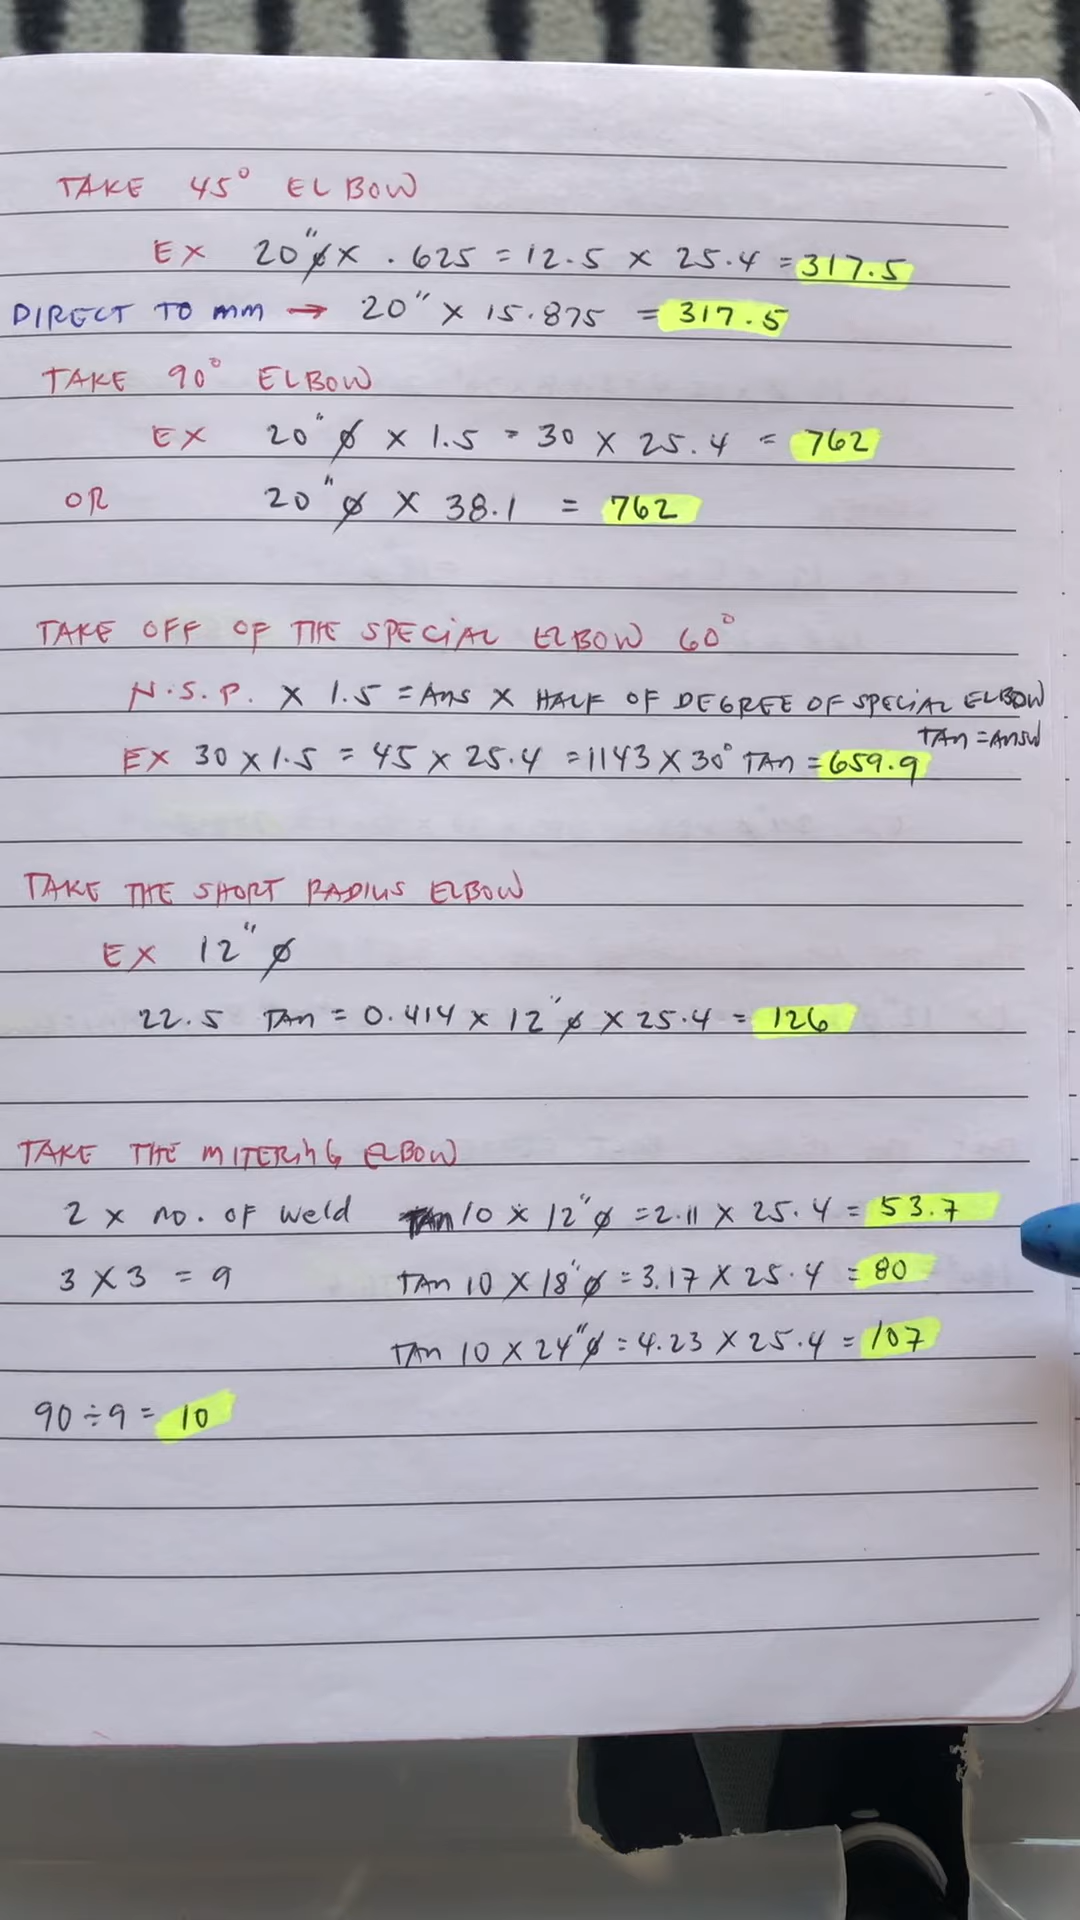 TAKE 45° ELBOW
EX 20"ø x .625 = 12.5 x 25.4 = 317.5
DIRECT TO mm → 20" x 15.875 = 317.5
TAKE 90° ELBOW
EX 20"ø x 1.5 = 30 x 25.4 = 762
OR 20"ø x 38.1 = 762
TAKE OFF OF THE SPECIAL ELBOW 60°
N.S.P. x 1.5 = Ans x HALF OF DEGREE OF SPECIAL ELBOW
TAN = ANSW
EX 30 x 1.5 = 45 x 25.4 = 1143 x 30° TAN = 659.9
TAKE THE SHORT RADIUS ELBOW
EX 12"ø
22.5 TAN = 0.414 x 12"ø x 25.4 = 126
TAKE THE MITERING ELBOW
2 x no. OF WELD TAN 10 x 12"ø = 2.11 x 25.4 = 53.7
3 x 3 = 9 TAN 10 x 18"ø = 3.17 x 25.4 = 80
TAN 10 x 24"ø = 4.23 x 25.4 = 107
90 ÷ 9 = 10